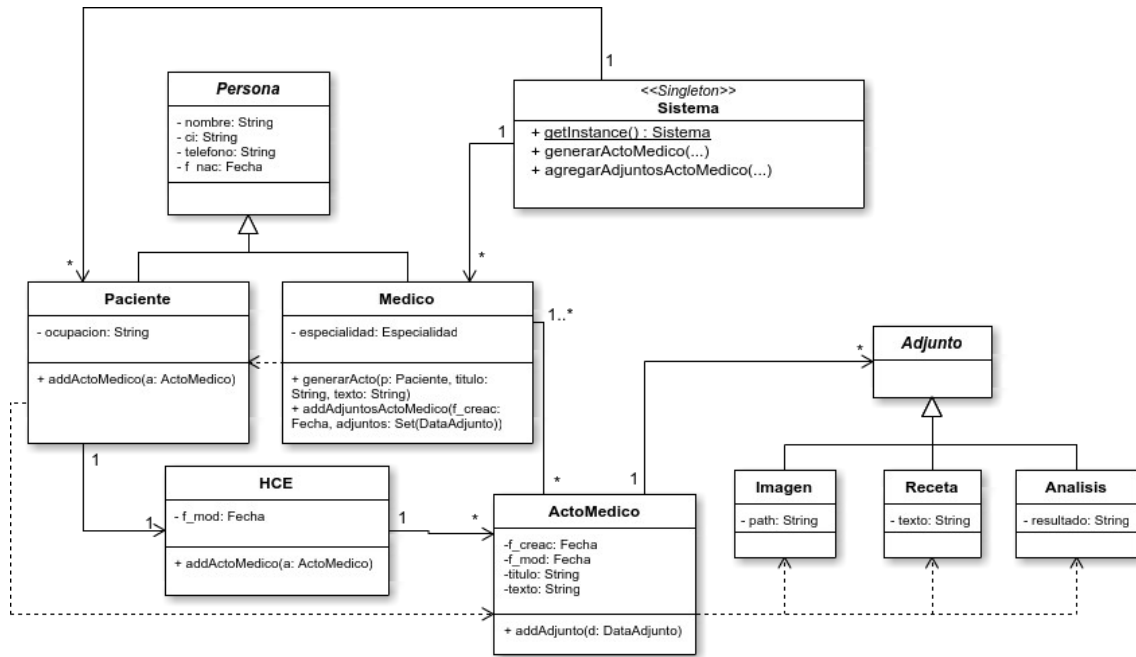 1
Persona
- nombre: String
- ci: String
- telefono: String
- f_nac: Fecha
<<Singleton>>
Sistema
+ getInstance() : Sistema
+ generarActoMedico(...)
+ agregarAdjuntosActoMedico(...)
1
*
*
Paciente
- ocupacion: String
+ addActoMedico(a: ActoMedico)
Medico
- especialidad: Especialidad
+ generarActo(p: Paciente, titulo:
String, texto: String)
+ addAdjuntosActoMedico(f_creac:
Fecha, adjuntos: Set(DataAdjunto))
1..*
*
Adjunto
1
1
HCE
- f_mod: Fecha
+ addActoMedico(a: ActoMedico)
1
*
*
1
ActoMedico
-f_creac: Fecha
-f_mod: Fecha
-titulo: String
-texto: String
+ addAdjunto(d: DataAdjunto)
Imagen
- path: String
Receta
- texto: String
Analisis
- resultado: String